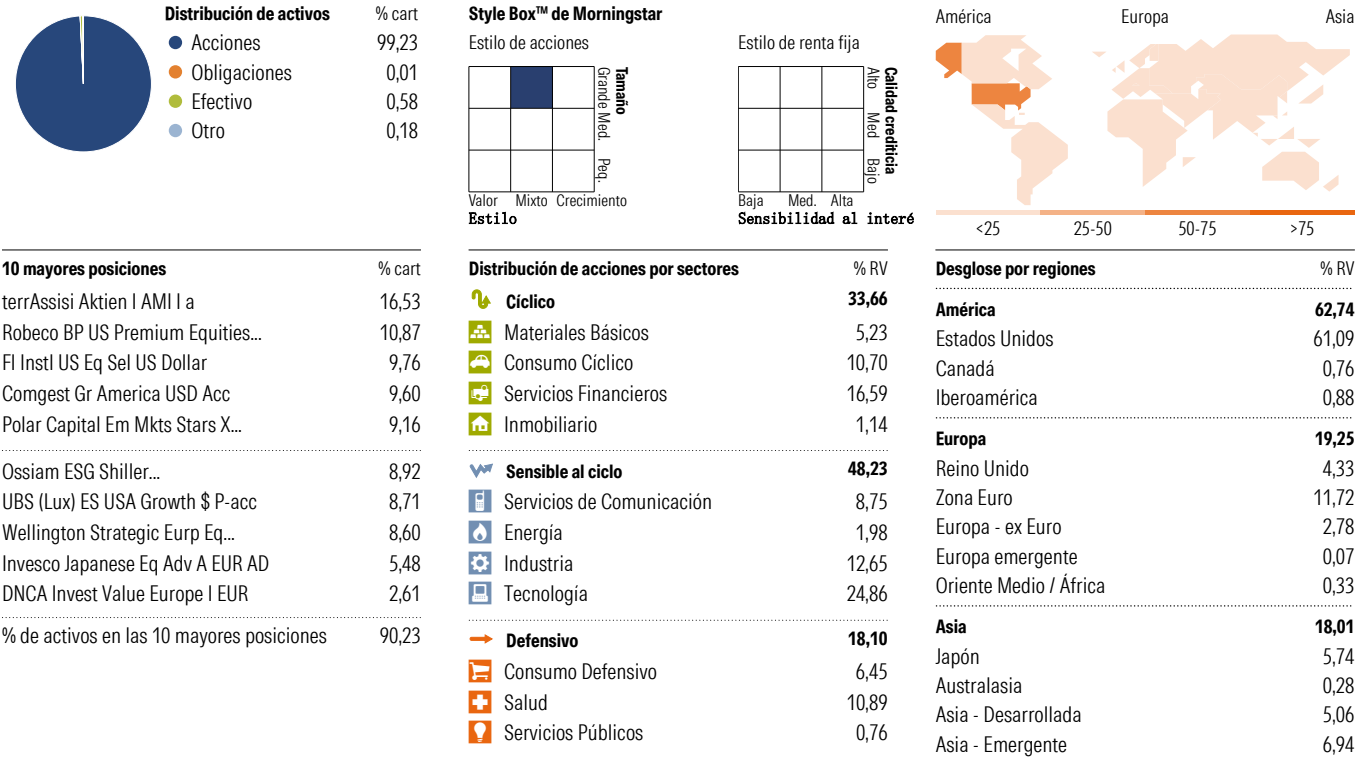 Distribución de activos % cart
Acciones 99,23
Obligaciones 0,01
Efectivo 0,58
Otro 0,18
Style Box™ de Morningstar
Estilo de acciones
Tamaño
Grande Med. Peq.
Valor Mixto Crecimiento
Estilo
Estilo de renta fija
Calidad crediticia
Alto Med Bajo
Baja Med. Alta
Sensibilidad al interé
América Europa Asia
<25 25-50 50-75 >75
10 mayores posiciones % cart
terrAssisi Aktien I AMI I a 16,53
Robeco BP US Premium Equities... 10,87
FI Instl US Eq Sel US Dollar 9,76
Comgest Gr America USD Acc 9,60
Polar Capital Em Mkts Stars X... 9,16
Ossiam ESG Shiller... 8,92
UBS (Lux) ES USA Growth $ P-acc 8,71
Wellington Strategic Eurp Eq... 8,60
Invesco Japanese Eq Adv A EUR AD 5,48
DNCA Invest Value Europe I EUR 2,61
% de activos en las 10 mayores posiciones 90,23
Distribución de acciones por sectores % RV
Cíclico 33,66
Materiales Básicos 5,23
Consumo Cíclico 10,70
Servicios Financieros 16,59
Inmobiliario 1,14
Sensible al ciclo 48,23
Servicios de Comunicación 8,75
Energía 1,98
Industria 12,65
Tecnología 24,86
Defensivo 18,10
Consumo Defensivo 6,45
Salud 10,89
Servicios Públicos 0,76
Desglose por regiones % RV
América 62,74
Estados Unidos 61,09
Canadá 0,76
Iberoamérica 0,88
Europa 19,25
Reino Unido 4,33
Zona Euro 11,72
Europa - ex Euro 2,78
Europa emergente 0,07
Oriente Medio / África 0,33
Asia 18,01
Japón 5,74
Australasia 0,28
Asia - Desarrollada 5,06
Asia - Emergente 6,94